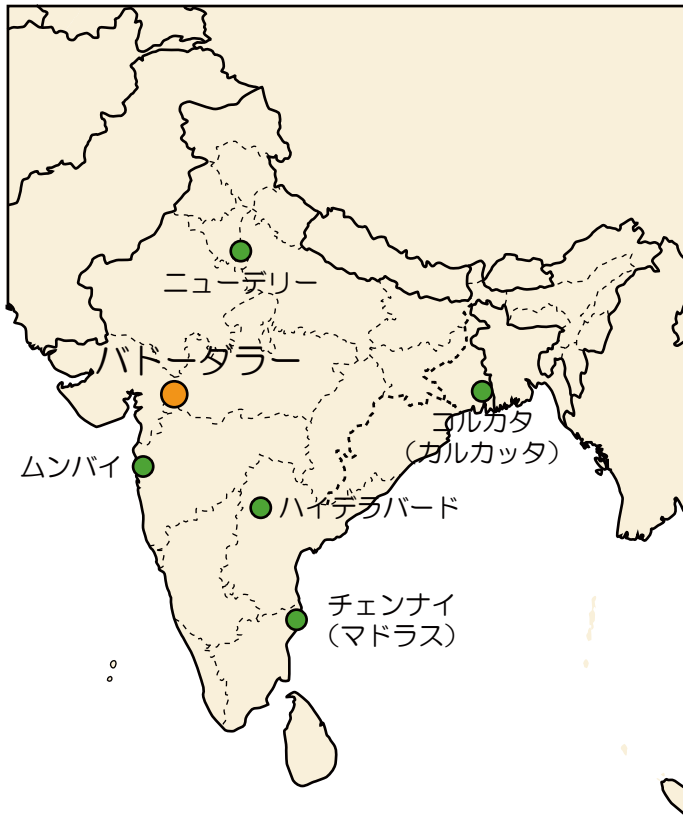 ニューデリー
バドーダラー
コルカタ
（カルカッタ）
ムンバイ
ハイデラバード
チェンナイ
（マドラス）